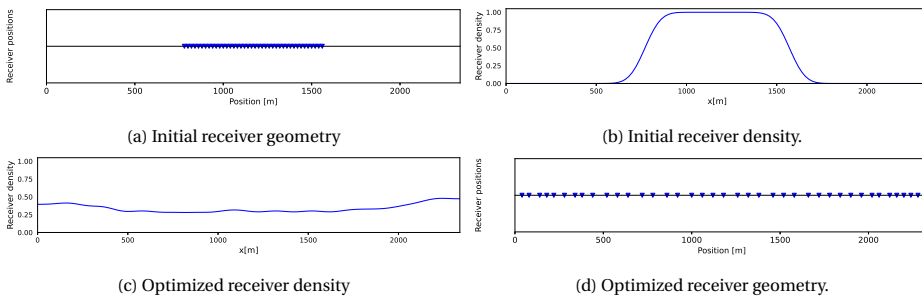 Receiver positions
0 500 1000 1500 2000
Position [m]
(a) Initial receiver geometry
Receiver density
1.00
0.75
0.50
0.25
0.00
0 500 1000 1500 2000
x[m]
(b) Initial receiver density.
Receiver density
1.00
0.75
0.50
0.25
0.00
0 500 1000 1500 2000
x[m]
(c) Optimized receiver density
Receiver positions
0 500 1000 1500 2000
Position [m]
(d) Optimized receiver geometry.